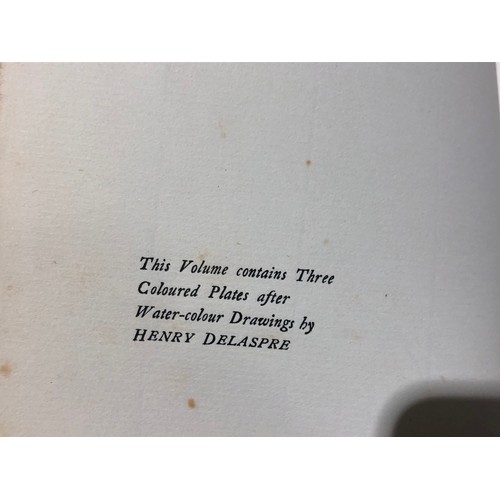 This Volume contains Three
Coloured Plates after
Water-colour Drawings by
HENRY DELASPRE